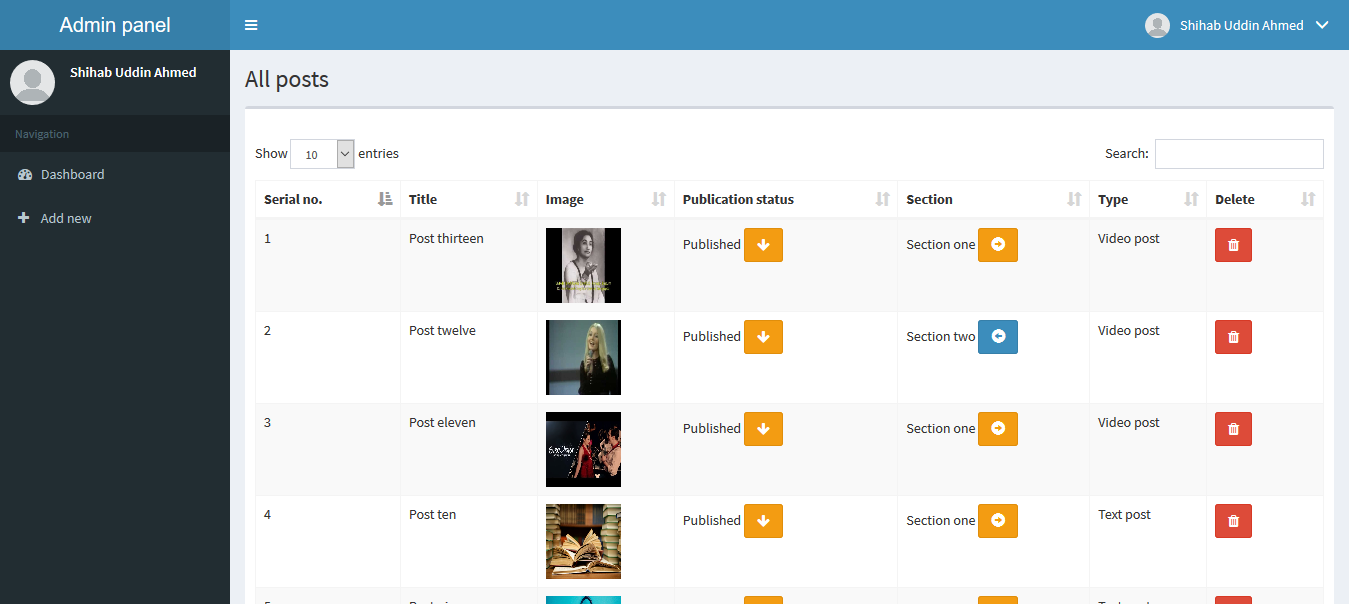 Admin panel
Shihab Uddin Ahmed
Shihab Uddin Ahmed
Navigation
Dashboard
Add new
All posts
Show 10 entries
Search:
Serial no. Title Image Publication status Section Type Delete
1 Post thirteen Published Section one Video post
2 Post twelve Published Section two Video post
3 Post eleven Published Section one Video post
4 Post ten Published Section one Text post